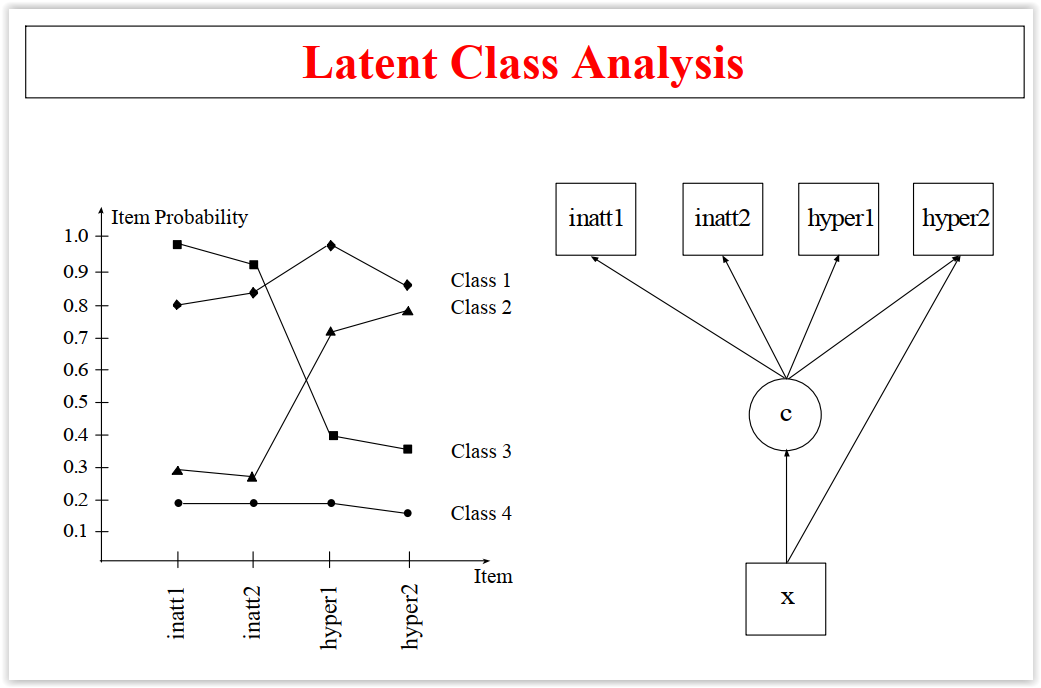 Latent Class Analysis
Item Probability
1.0
0.9
0.8
0.7
0.6
0.5
0.4
0.3
0.2
0.1
Class 1
Class 2
Class 3
Class 4
Item
inatt1
inatt2
hyper1
hyper2
inatt1
inatt2
hyper1
hyper2
c
x